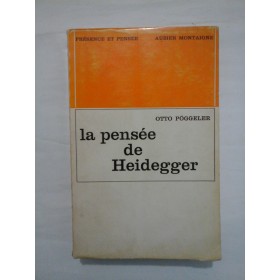 PRÉSENCE ET PENSÉE AUBIER MONTAIGNE
OTTO PÖGGELER
la pensée
de
Heidegger